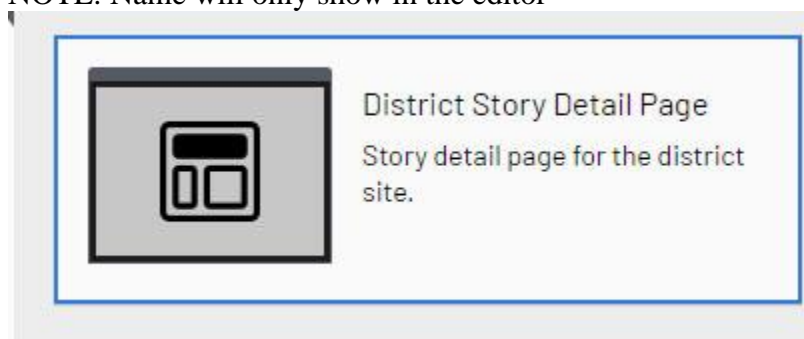 NOTE: Name will only show in the editor
District Story Detail Page
Story detail page for the district
site.